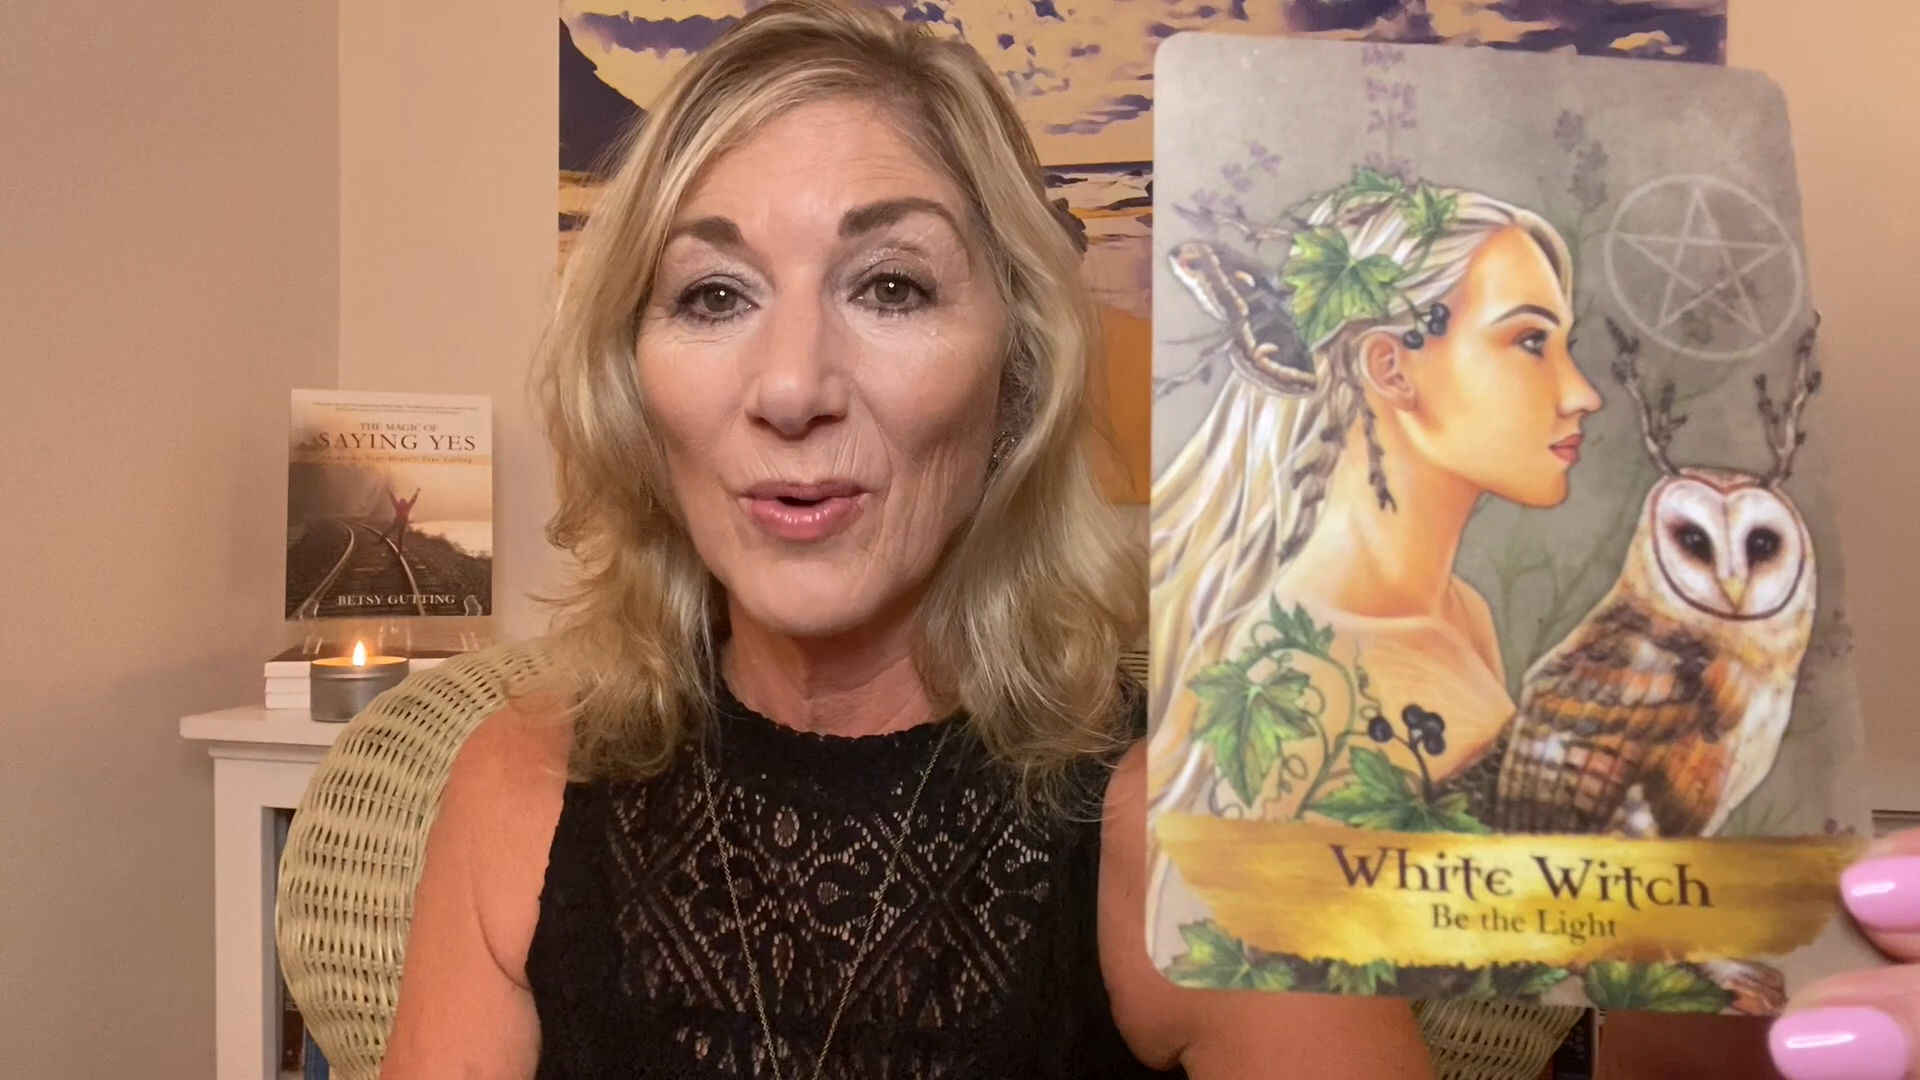 THE MAGIC OF
SAYING YES
BETSY GUTTING
White Witch
Be the Light